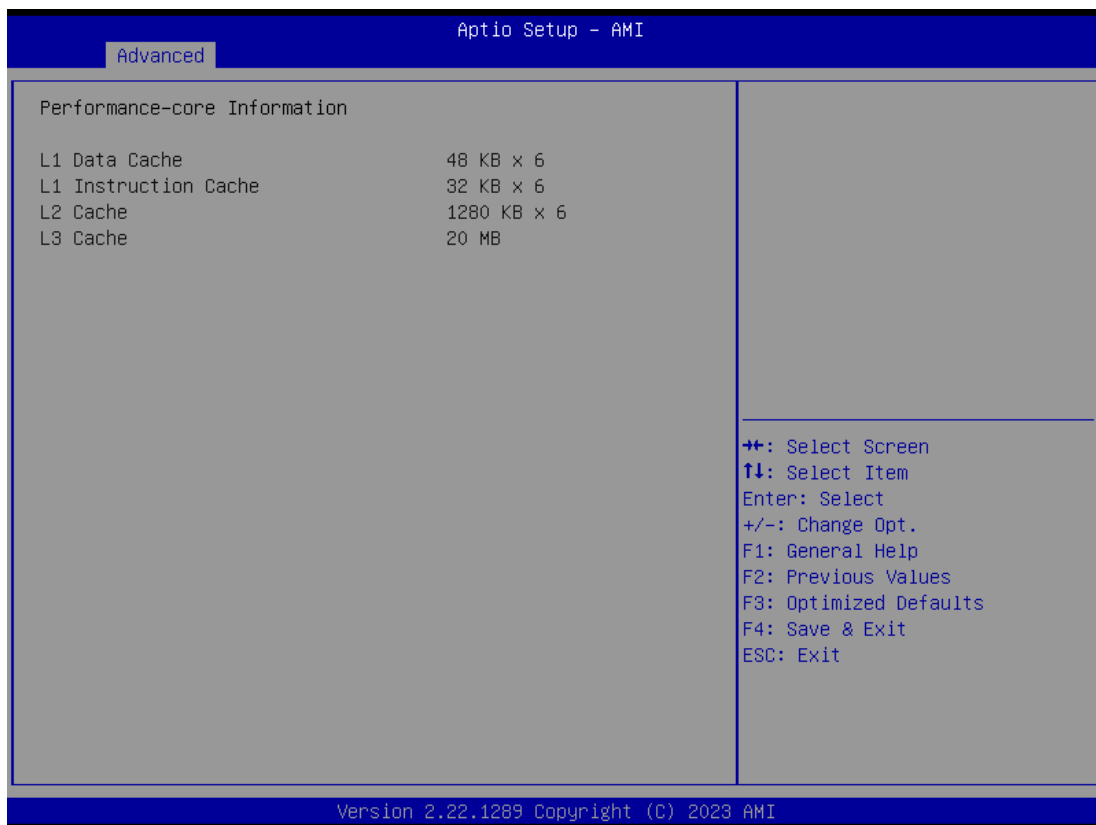 Aptio Setup – AMI
Advanced
Performance-core Information
L1 Data Cache 48 KB x 6
L1 Instruction Cache 32 KB x 6
L2 Cache 1280 KB x 6
L3 Cache 20 MB
→←: Select Screen
↑↓: Select Item
Enter: Select
+/-: Change Opt.
F1: General Help
F2: Previous Values
F3: Optimized Defaults
F4: Save & Exit
ESC: Exit
Version 2.22.1289 Copyright (C) 2023 AMI